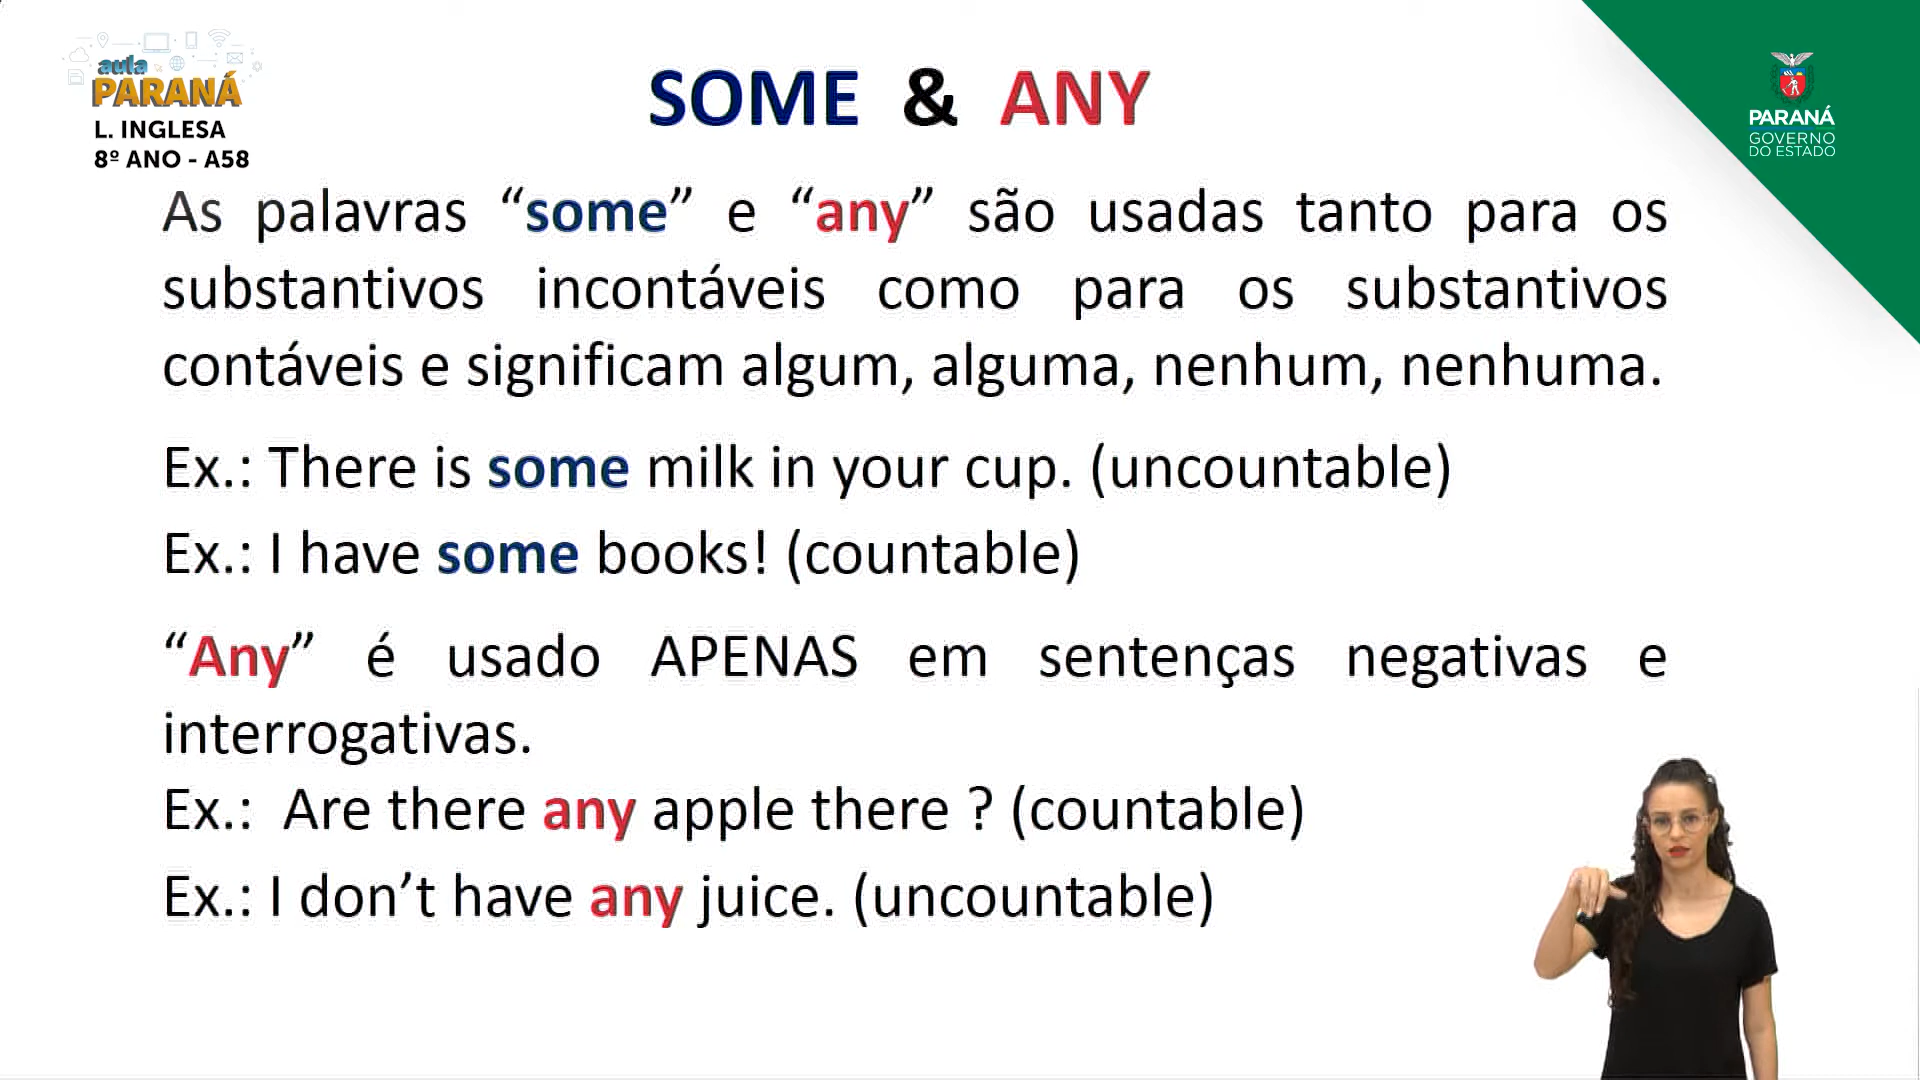 aula
PARANÁ
L. INGLESA
8º ANO - A58
SOME & ANY
PARANÁ
GOVERNO
DO ESTADO
As palavras “some” e “any” são usadas tanto para os
substantivos incontáveis como para os substantivos
contáveis e significam algum, alguma, nenhum, nenhuma.
Ex.: There is some milk in your cup. (uncountable)
Ex.: I have some books! (countable)
“Any” é usado APENAS em sentenças negativas e
interrogativas.
Ex.: Are there any apple there ? (countable)
Ex.: I don’t have any juice. (uncountable)